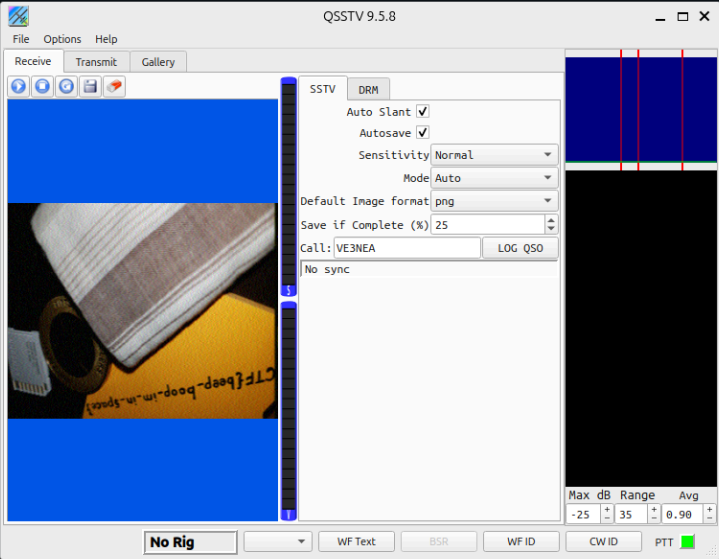 QSSTV 9.5.8
File Options Help
Receive Transmit Gallery
SSTV DRM
Auto Slant
Autosave
Sensitivity Normal
Mode Auto
Default Image format png
Save if Complete (%) 25
Call: VE3NEA LOG QSO
No sync
S
CTF{beep-boop-im-in-space}
V
Max dB Range Avg
-25 35 0.90
No Rig WF Text BSR WF ID CW ID PTT